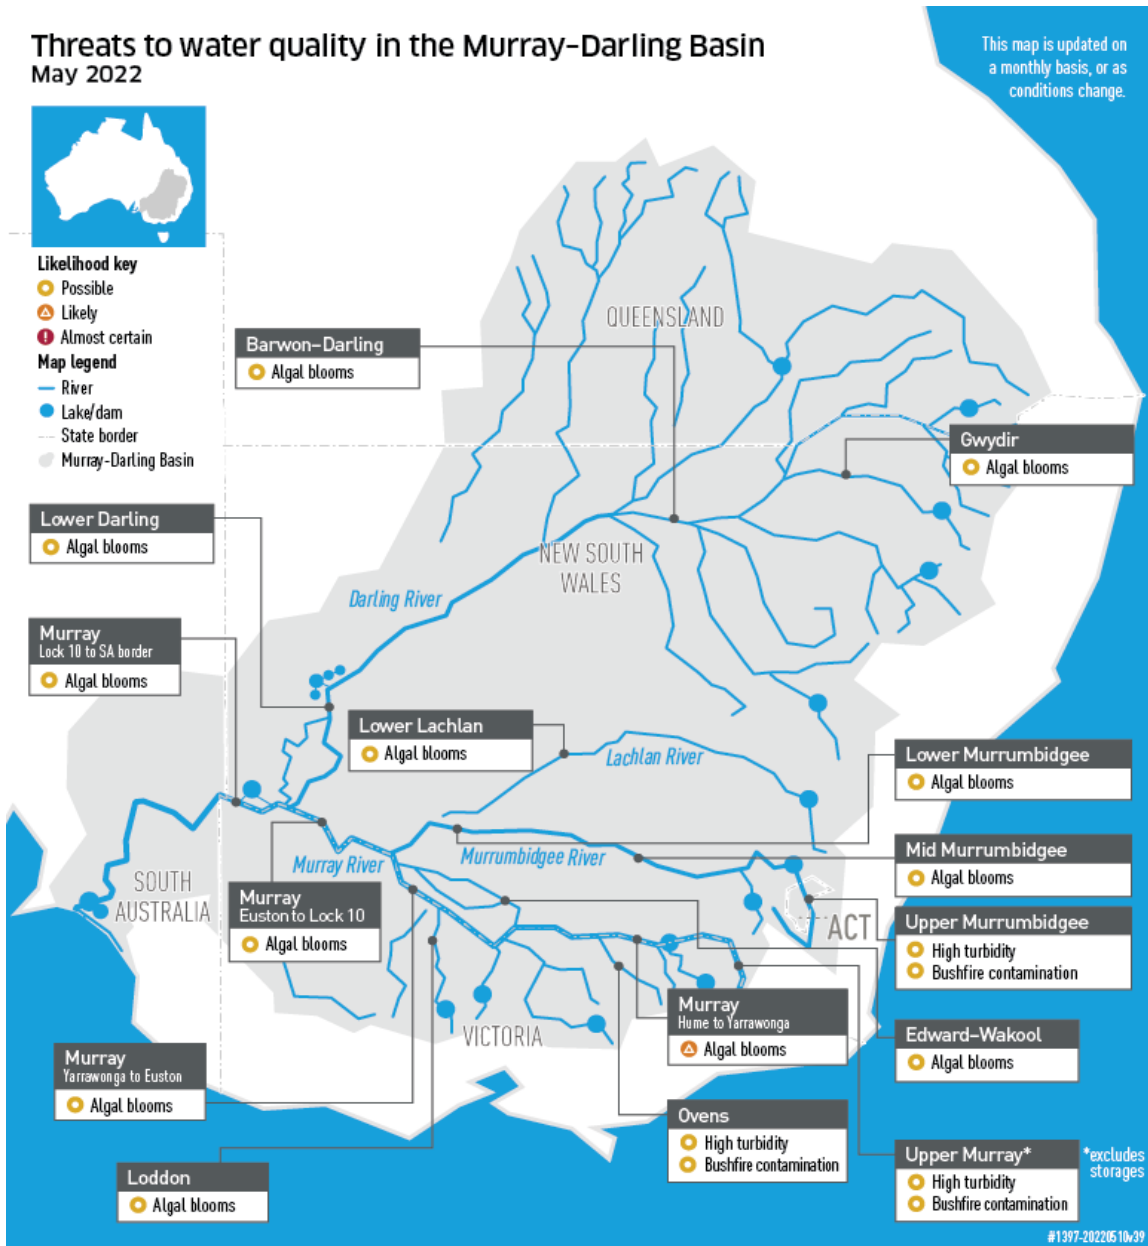 Threats to water quality in the Murray–Darling Basin
May 2022
This map is updated on
a monthly basis, or as
conditions change.
Likelihood key
Possible
Likely
Almost certain
Map legend
River
Lake/dam
State border
Murray-Darling Basin
QUEENSLAND
Barwon–Darling
Algal blooms
Gwydir
Algal blooms
Lower Darling
Algal blooms
NEW SOUTH
WALES
Darling River
Murray
Lock 10 to SA border
Algal blooms
Lower Lachlan
Algal blooms
Lachlan River
Lower Murrumbidgee
Algal blooms
Murray River
Murrumbidgee River
Mid Murrumbidgee
Algal blooms
SOUTH
AUSTRALIA
Murray
Euston to Lock 10
Algal blooms
ACT
Upper Murrumbidgee
High turbidity
Bushfire contamination
Murray
Hume to Yarrawonga
Algal blooms
VICTORIA
Edward–Wakool
Algal blooms
Murray
Yarrawonga to Euston
Algal blooms
Ovens
High turbidity
Bushfire contamination
Upper Murray*
High turbidity
Bushfire contamination
*excludes
storages
Loddon
Algal blooms
#1397-20220510v39